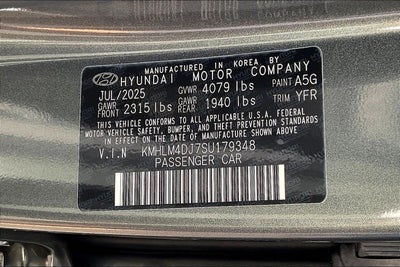 MANUFACTURED IN KOREA
HYUNDAI MOTOR COMPANY
JUL/2025 GVWR 4079 lbs PAINT A5G
GAWR FRONT 2315 lbs GAWR REAR 1940 lbs TRIM YFR
THIS VEHICLE CONFORMS TO ALL APPLICABLE U.S.A. FEDERAL
MOTOR VEHICLE SAFETY, BUMPER, AND THEFT PREVENTION STANDARDS
IN EFFECT ON THE DATE OF MANUFACTURE SHOWN ABOVE.
V.I.N KMHLM4DJ7SU179348
PASSENGER CAR